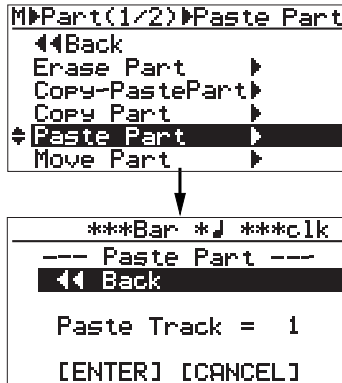 M▶Part(1/2)▶Paste Part
◀◀Back
Erase Part ▶
Copy-PastePart▶
Copy Part ▶
Paste Part ▶
Move Part ▶
***Bar *♩ ***clk
--- Paste Part ---
◀◀ Back
Paste Track = 1
[ENTER] [CANCEL]